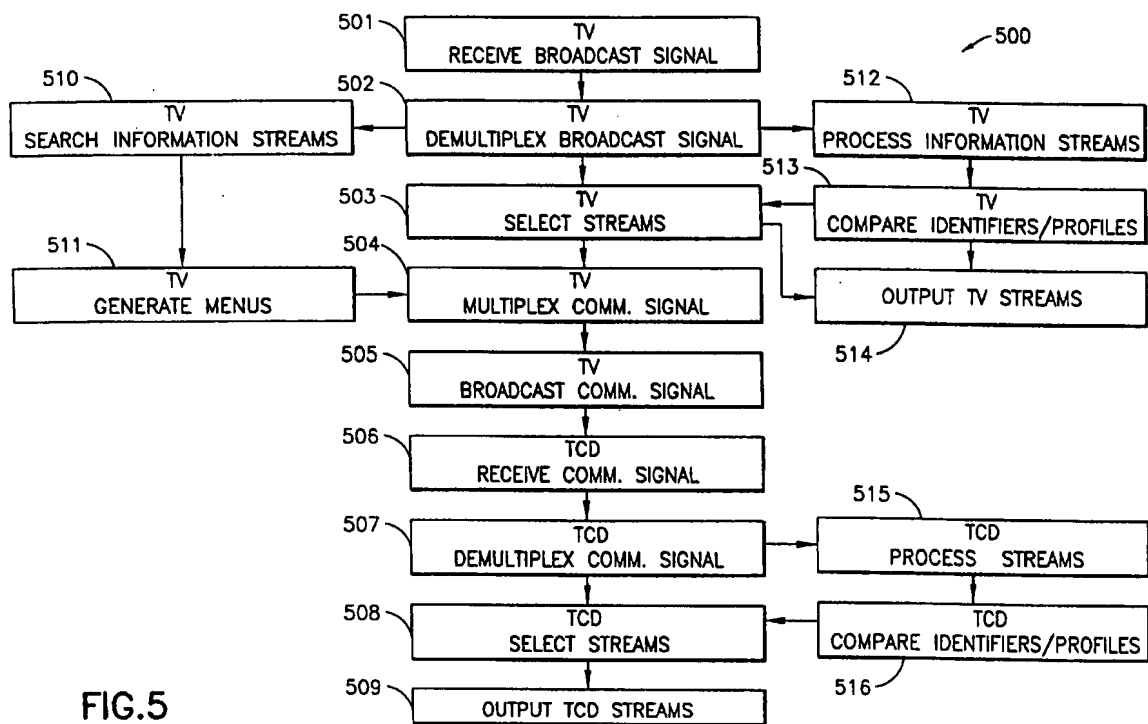 501
TV
RECEIVE BROADCAST SIGNAL
500
510
TV
SEARCH INFORMATION STREAMS
502
TV
DEMULTIPLEX BROADCAST SIGNAL
512
TV
PROCESS INFORMATION STREAMS
503
TV
SELECT STREAMS
513
TV
COMPARE IDENTIFIERS/PROFILES
511
TV
GENERATE MENUS
504
TV
MULTIPLEX COMM. SIGNAL
OUTPUT TV STREAMS
514
505
TV
BROADCAST COMM. SIGNAL
506
TCD
RECEIVE COMM. SIGNAL
507
TCD
DEMULTIPLEX COMM. SIGNAL
515
TCD
PROCESS STREAMS
508
TCD
SELECT STREAMS
TCD
COMPARE IDENTIFIERS/PROFILES
516
509
OUTPUT TCD STREAMS
FIG.5